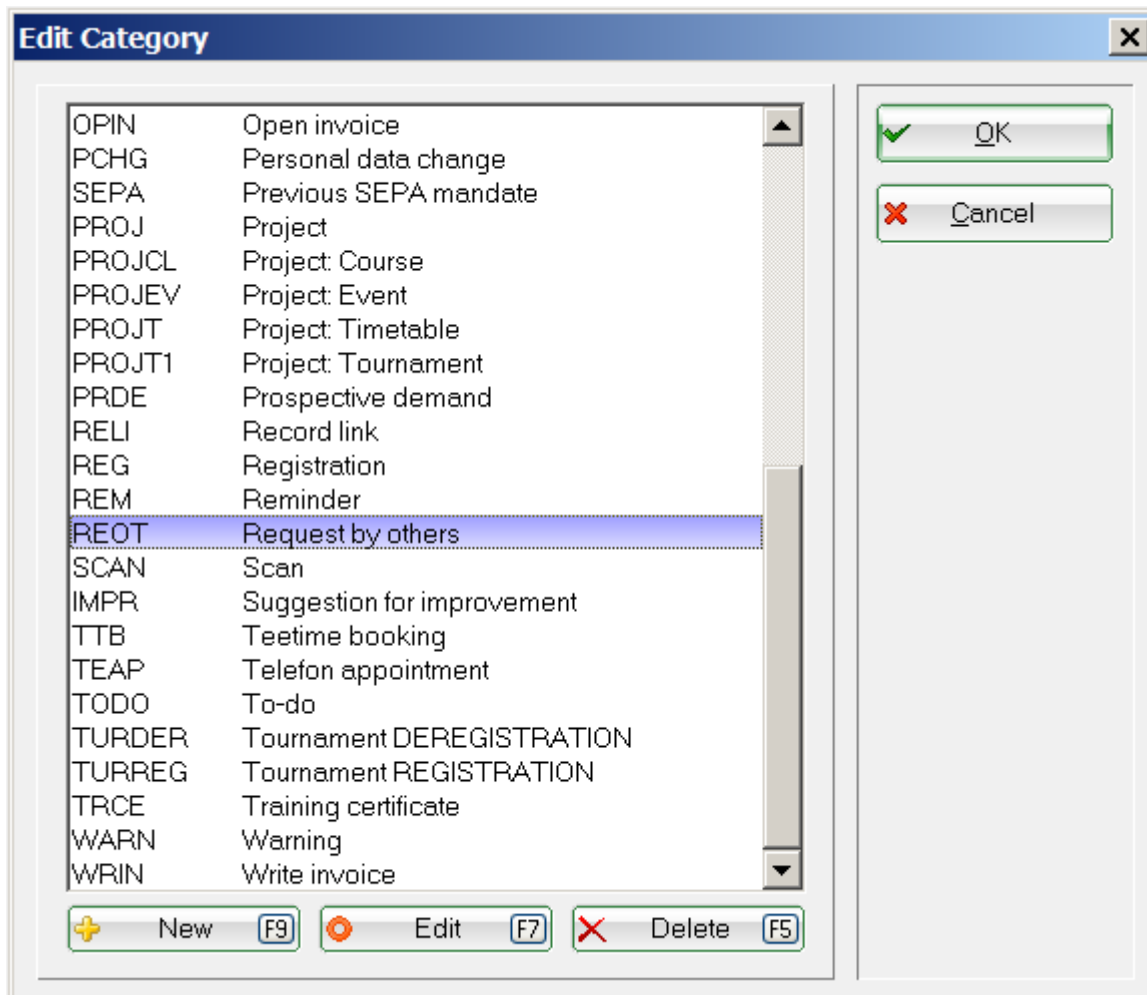 Edit Category
OPIN Open invoice
PCHG Personal data change
SEPA Previous SEPA mandate
PROJ Project
PROJCL Project: Course
PROJEV Project: Event
PROJT Project: Timetable
PROJT1 Project: Tournament
PRDE Prospective demand
RELI Record link
REG Registration
REM Reminder
REOT Request by others
SCAN Scan
IMPR Suggestion for improvement
TTB Teetime booking
TEAP Telefon appointment
TODO To-do
TURDER Tournament DEREGISTRATION
TURREG Tournament REGISTRATION
TRCE Training certificate
WARN Warning
WRIN Write invoice
New F9 Edit F7 Delete F5
OK
Cancel